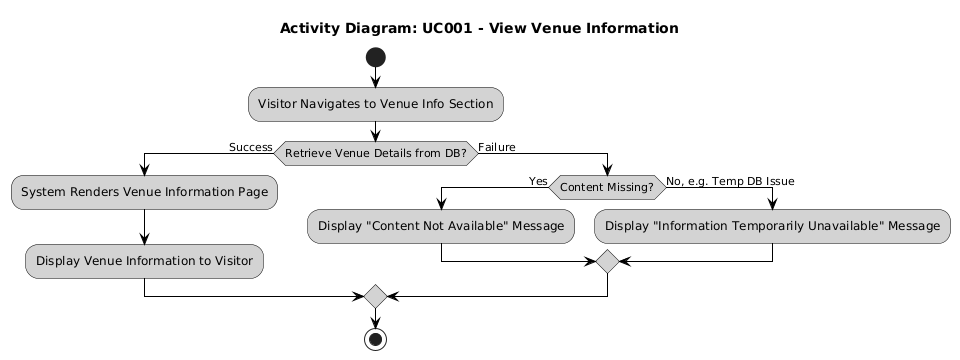 Activity Diagram: UC001 - View Venue Information
Visitor Navigates to Venue Info Section
Success
Retrieve Venue Details from DB?
Failure
System Renders Venue Information Page
Yes
Content Missing?
No, e.g. Temp DB Issue
Display "Content Not Available" Message
Display "Information Temporarily Unavailable" Message
Display Venue Information to Visitor